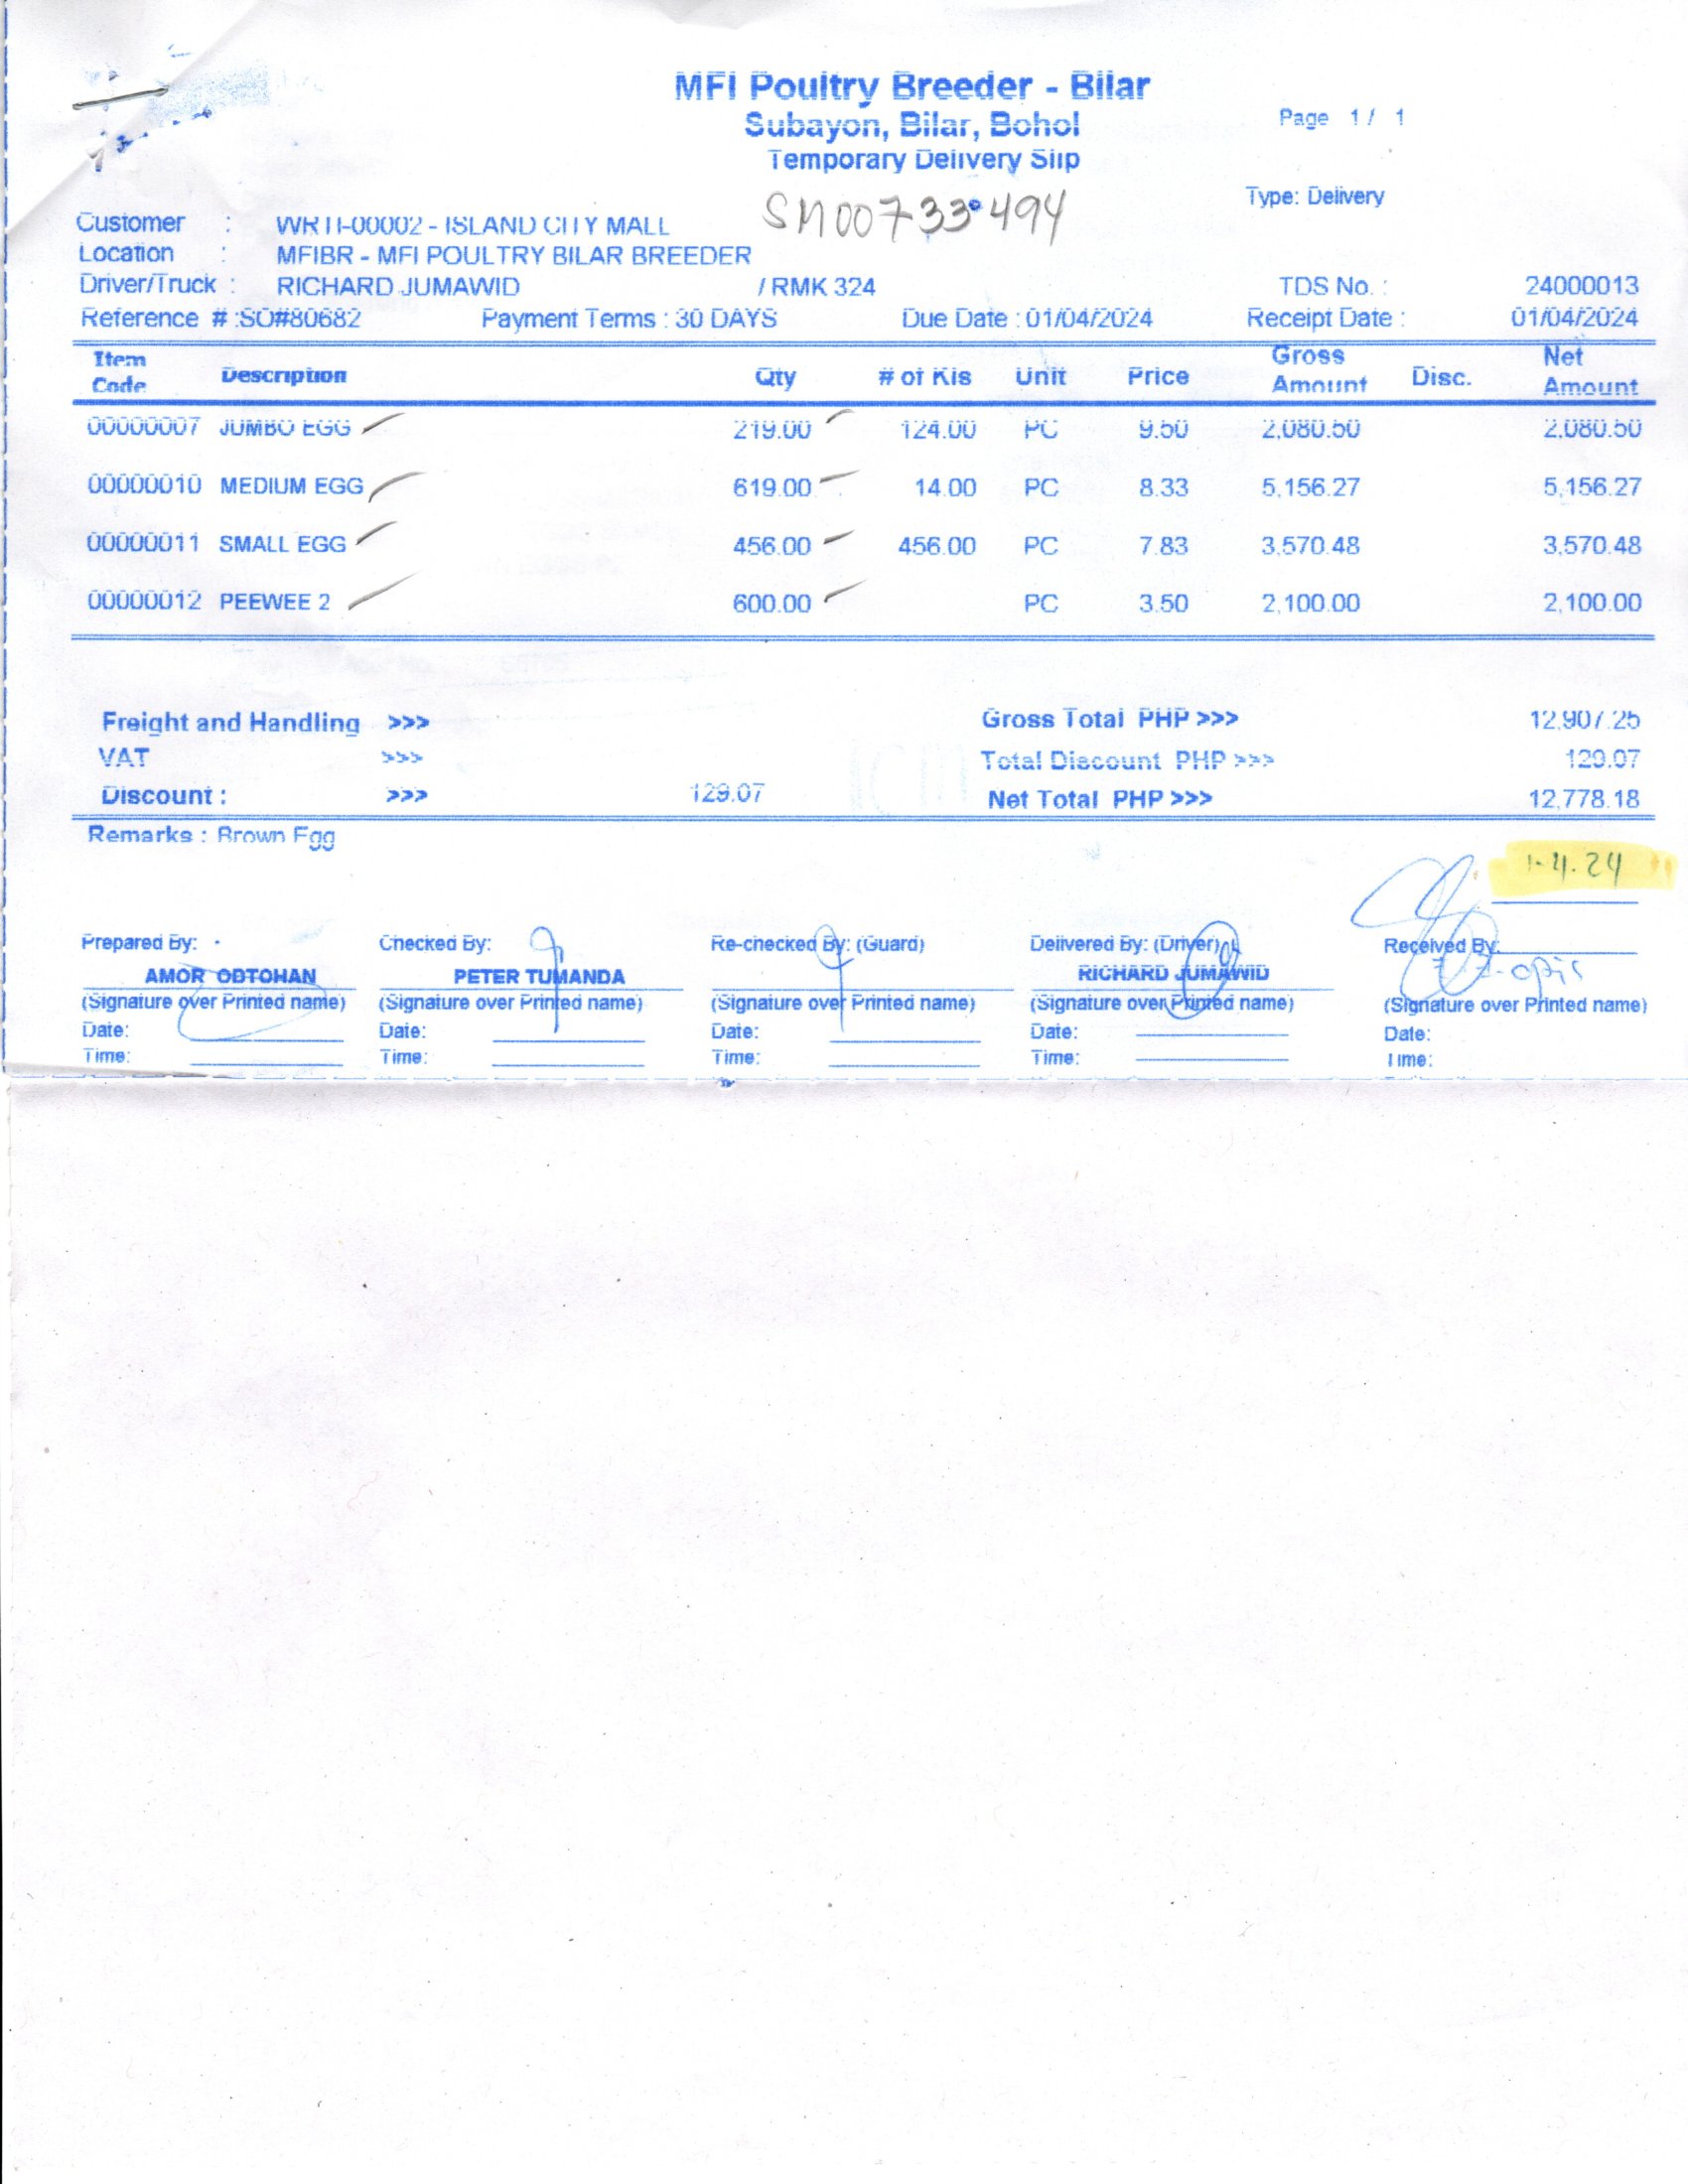 MFI Poultry Breeder - Bilar
Subayon, Bilar, Bohol
Page 1 / 1
Temporary Delivery Slip
Type: Delivery
SM00733494
Customer : WRTI-00002 - ISLAND CITY MALL
Location : MFIBR - MFI POULTRY BILAR BREEDER
Driver/Truck : RICHARD JUMAWID / RMK 324 TDS No. : 24000013
Reference # :SO#80682 Payment Terms : 30 DAYS Due Date : 01/04/2024 Receipt Date : 01/04/2024
Item Code Description Qty # of Kls Unit Price Gross Amount Disc. Net Amount
00000007 JUMBO EGG 219.00 124.00 PC 9.50 2,080.50 2,080.50
00000010 MEDIUM EGG 619.00 14.00 PC 8.33 5,156.27 5,156.27
00000011 SMALL EGG 456.00 456.00 PC 7.83 3,570.48 3,570.48
00000012 PEEWEE 2 600.00 PC 3.50 2,100.00 2,100.00
Freight and Handling >>> Gross Total PHP >>> 12,907.25
VAT >>> Total Discount PHP >>> 129.07
Discount : >>> 129.07 Net Total PHP >>> 12,778.18
Remarks : Brown Egg
1.4.24
Prepared By: Checked By: Re-checked By: (Guard) Delivered By: (Driver) Received By:
AMOR OBTOHAN PETER TUMANDA RICHARD JUMAWID
(Signature over Printed name) (Signature over Printed name) (Signature over Printed name) (Signature over Printed name) (Signature over Printed name)
Date: Date: Date: Date: Date:
Time: Time: Time: Time: Time: